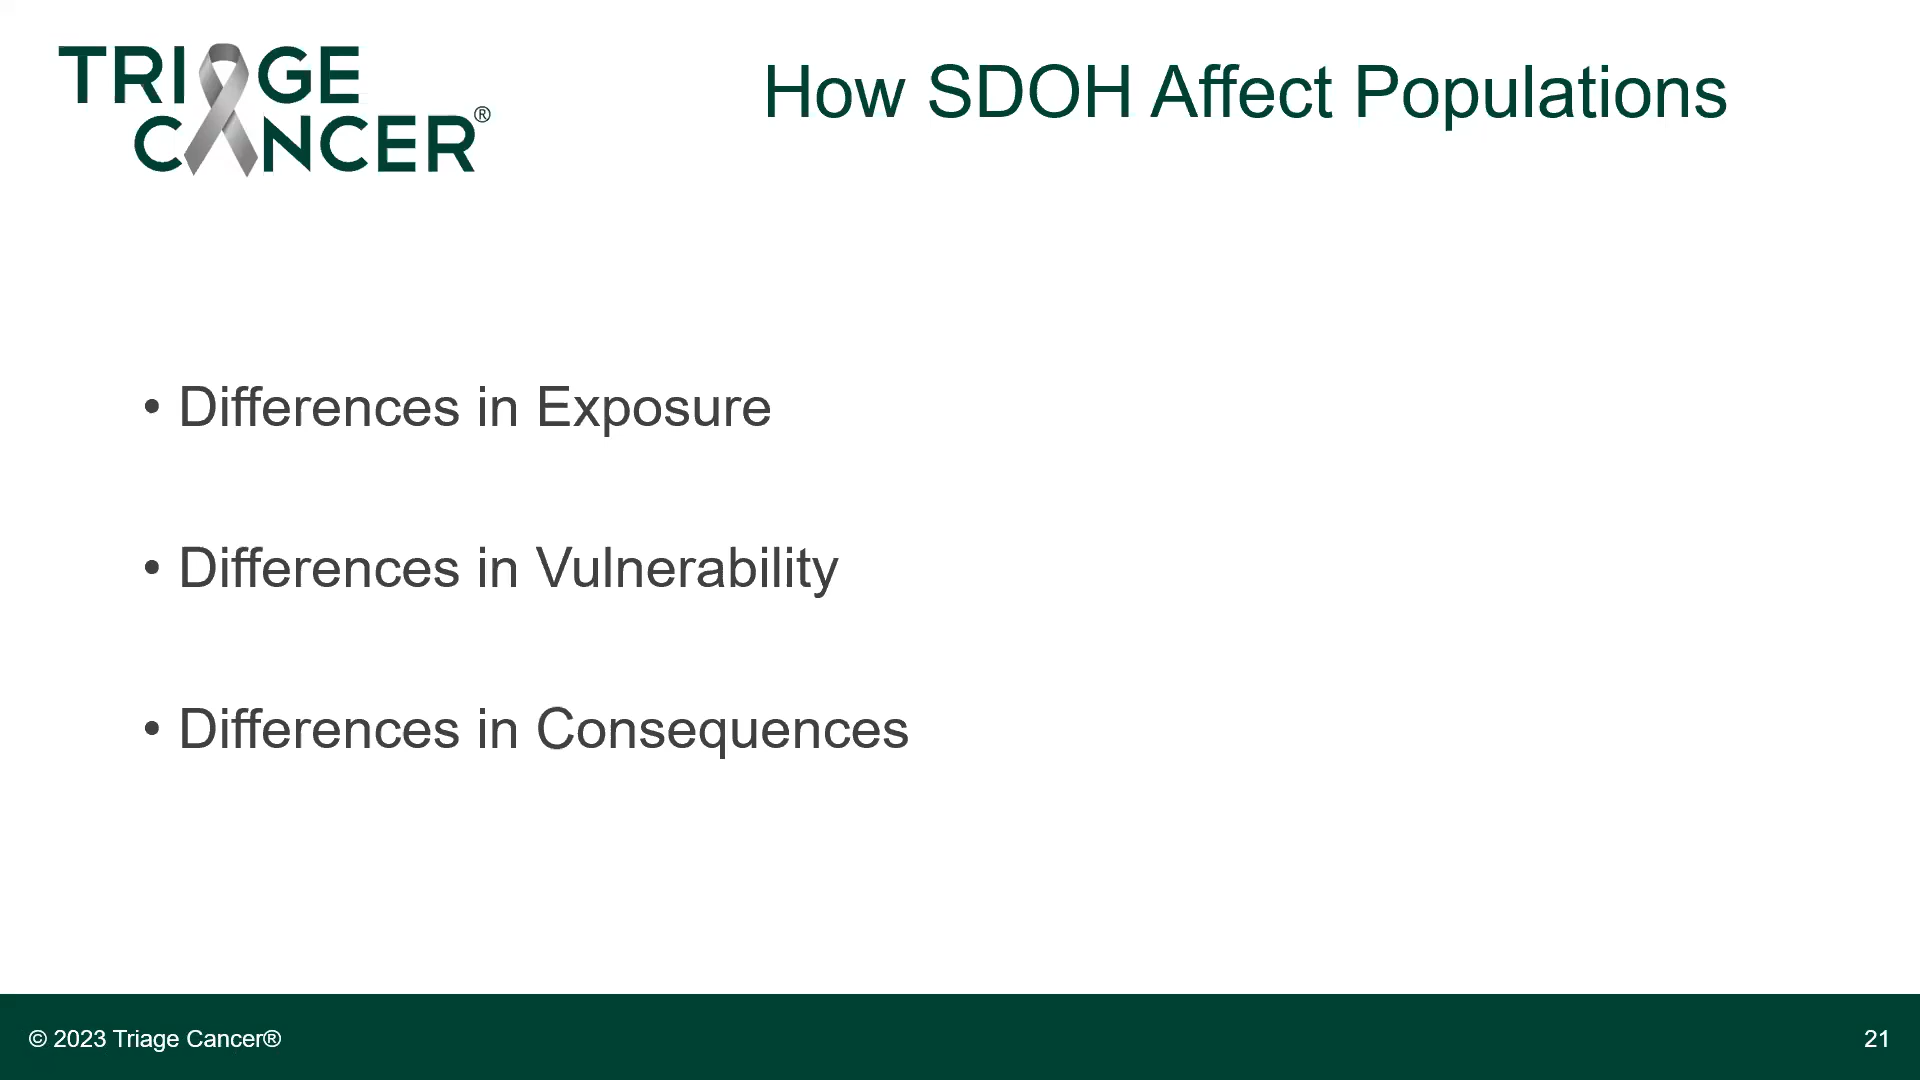 TRIAGE
CANCER®
How SDOH Affect Populations
• Differences in Exposure
• Differences in Vulnerability
• Differences in Consequences
© 2023 Triage Cancer®
21